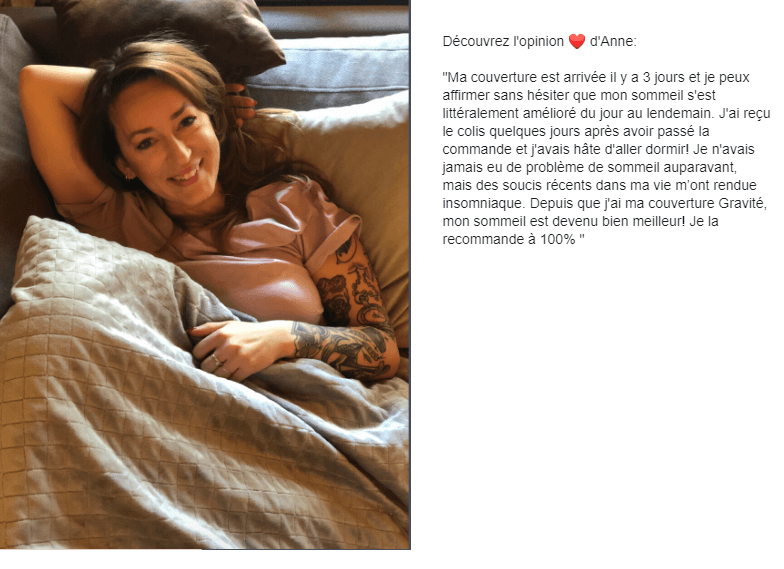 Découvrez l'opinion ❤️ d'Anne:
"Ma couverture est arrivée il y a 3 jours et je peux
affirmer sans hésiter que mon sommeil s'est
littéralement amélioré du jour au lendemain. J'ai reçu
le colis quelques jours après avoir passé la
commande et j'avais hâte d'aller dormir! Je n'avais
jamais eu de problème de sommeil auparavant,
mais des soucis récents dans ma vie m’ont rendue
insomniaque. Depuis que j'ai ma couverture Gravité,
mon sommeil est devenu bien meilleur! Je la
recommande à 100% "